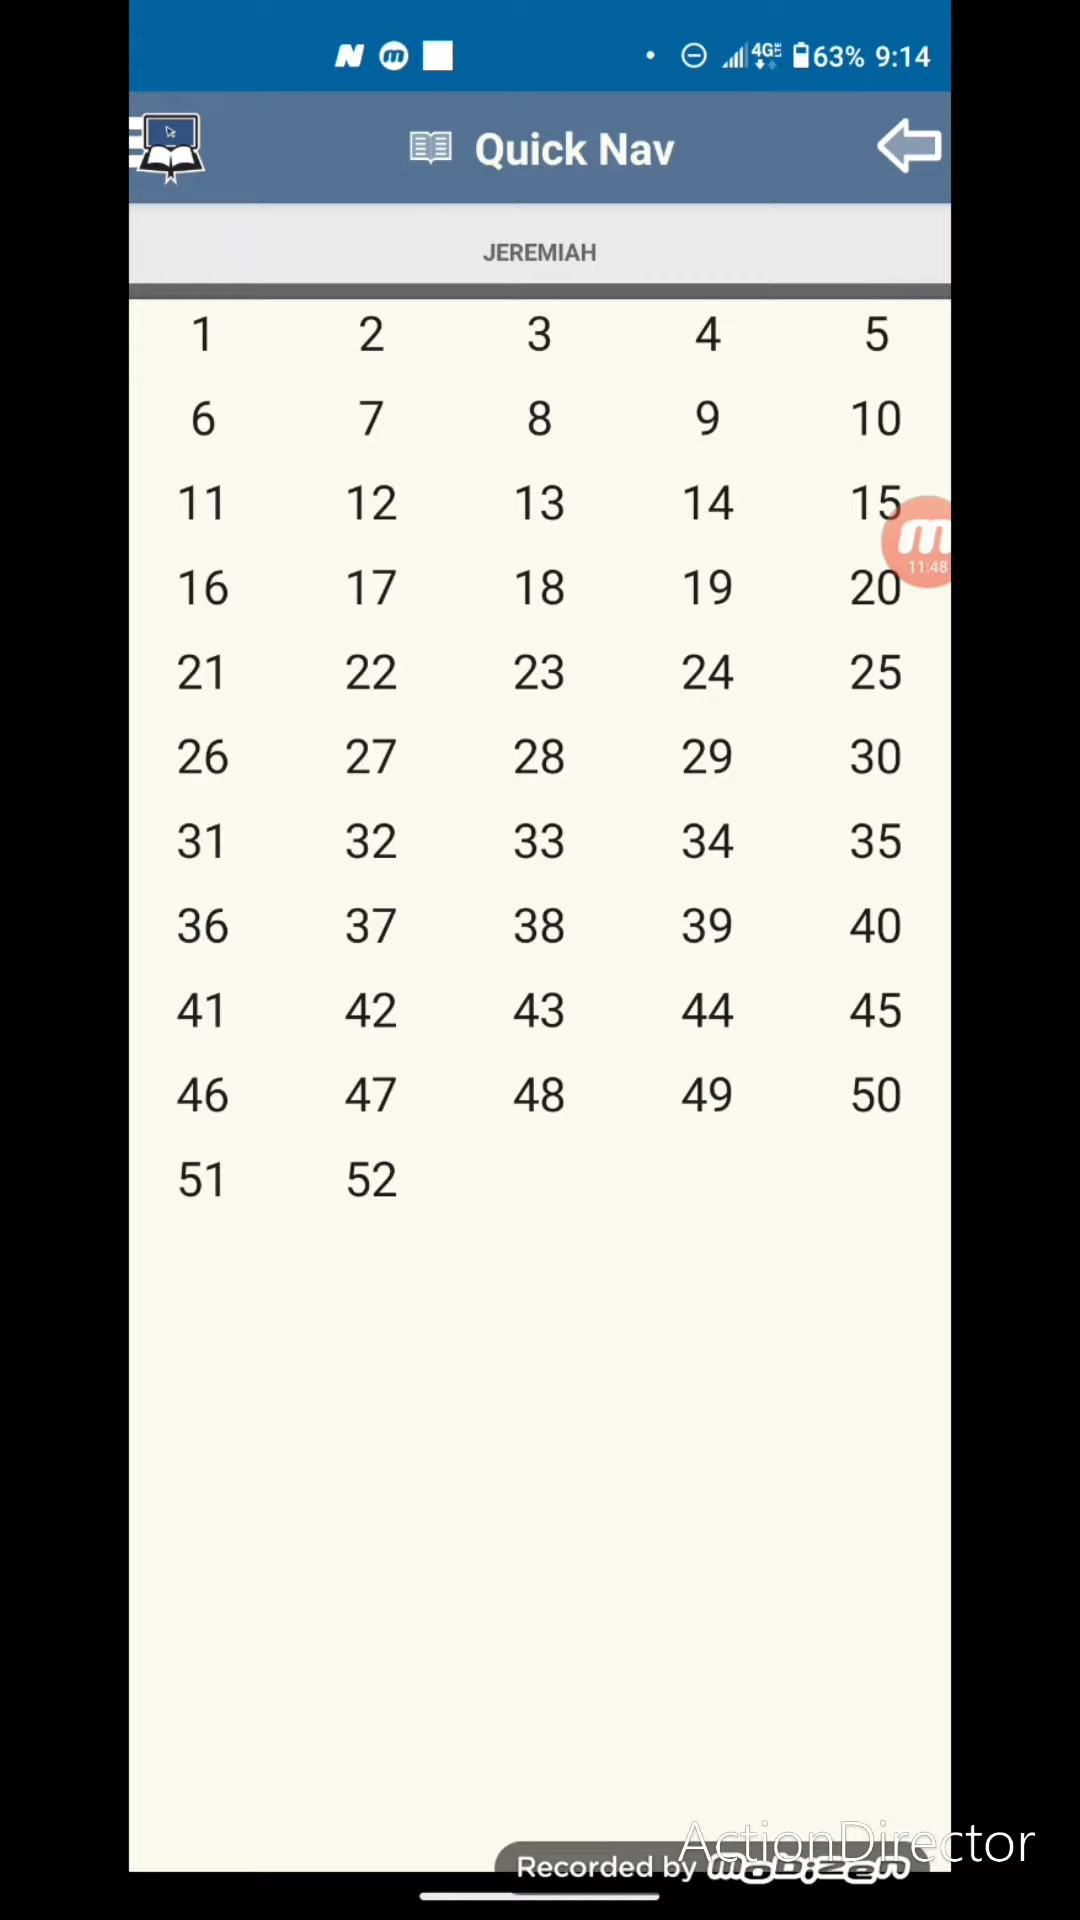 4G LTE 63% 9:14
Quick Nav
JEREMIAH
1 2 3 4 5
6 7 8 9 10
11 12 13 14 15
m
11:48
16 17 18 19 20
21 22 23 24 25
26 27 28 29 30
31 32 33 34 35
36 37 38 39 40
41 42 43 44 45
46 47 48 49 50
51 52
ActionDirector
Recorded by mobizen